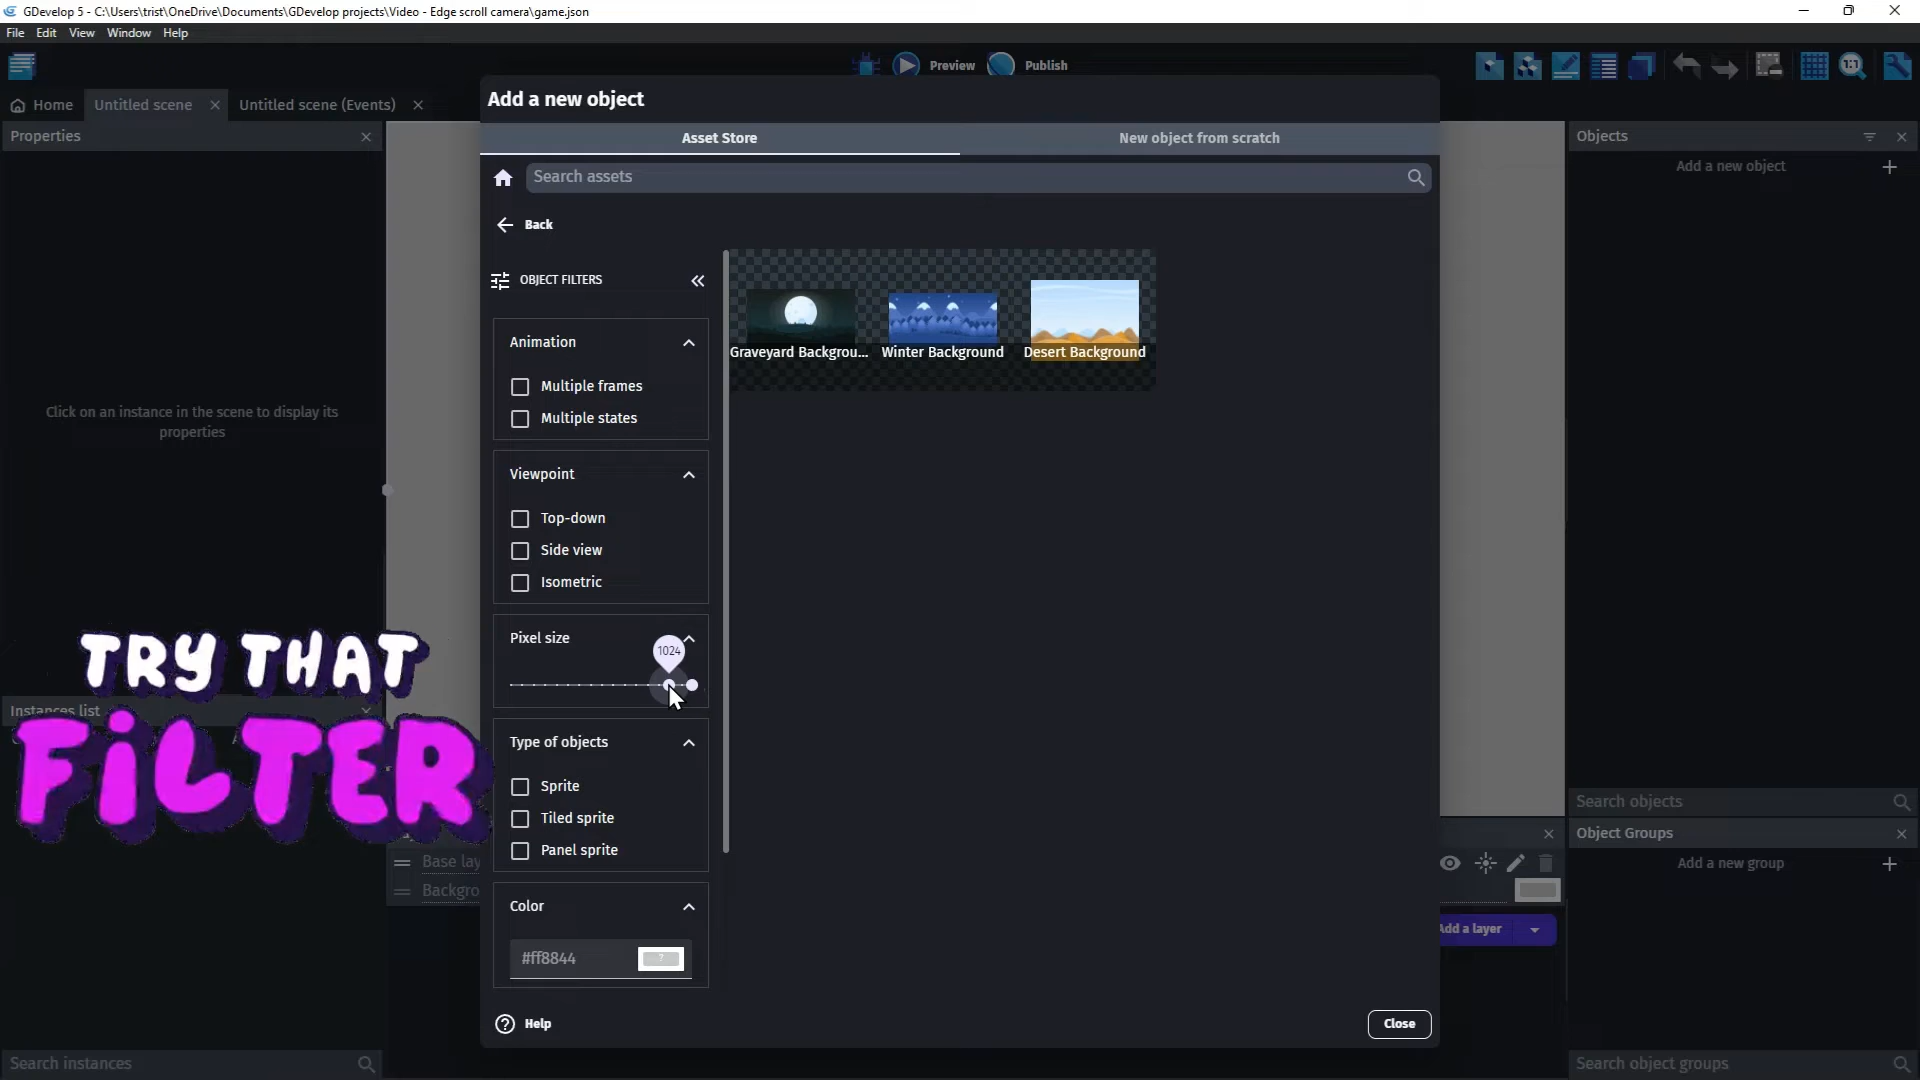 GDevelop 5 - C:\Users\trist\OneDrive\Documents\GDevelop projects\Video - Edge scroll camera\game.json
File Edit View Window Help
Preview
Publish
1:1
Home
Untitled scene
Untitled scene (Events)
Properties
Click on an instance in the scene to display its
properties
Instances list
TRY THAT
FiLTER
Search instances
Add a new object
Asset Store
New object from scratch
Search assets
Back
OBJECT FILTERS
Animation
Multiple frames
Multiple states
Viewpoint
Top-down
Side view
Isometric
Pixel size
1024
Type of objects
Sprite
Tiled sprite
Panel sprite
Color
#ff8844
?
Graveyard Backgrou...
Winter Background
Desert Background
Help
Close
Base lay
Backgro
Add a layer
Objects
Add a new object
Search objects
Object Groups
Add a new group
Search object groups